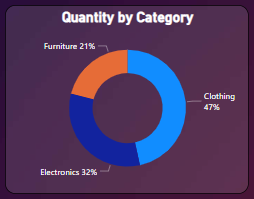 Quantity by Category
Furniture 21%
Clothing
47%
Electronics 32%